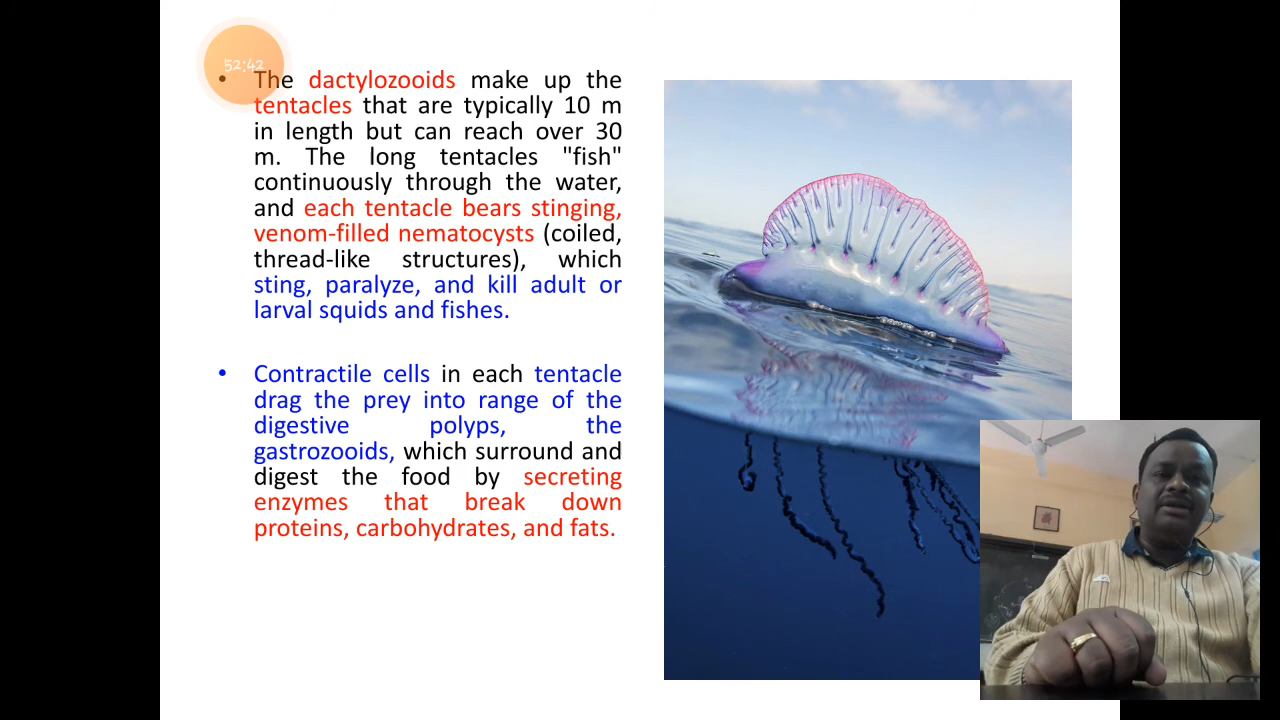 52:42
• The dactylozooids make up the
tentacles that are typically 10 m
in length but can reach over 30
m. The long tentacles "fish"
continuously through the water,
and each tentacle bears stinging,
venom-filled nematocysts (coiled,
thread-like structures), which
sting, paralyze, and kill adult or
larval squids and fishes.
• Contractile cells in each tentacle
drag the prey into range of the
digestive polyps, the
gastrozooids, which surround and
digest the food by secreting
enzymes that break down
proteins, carbohydrates, and fats.